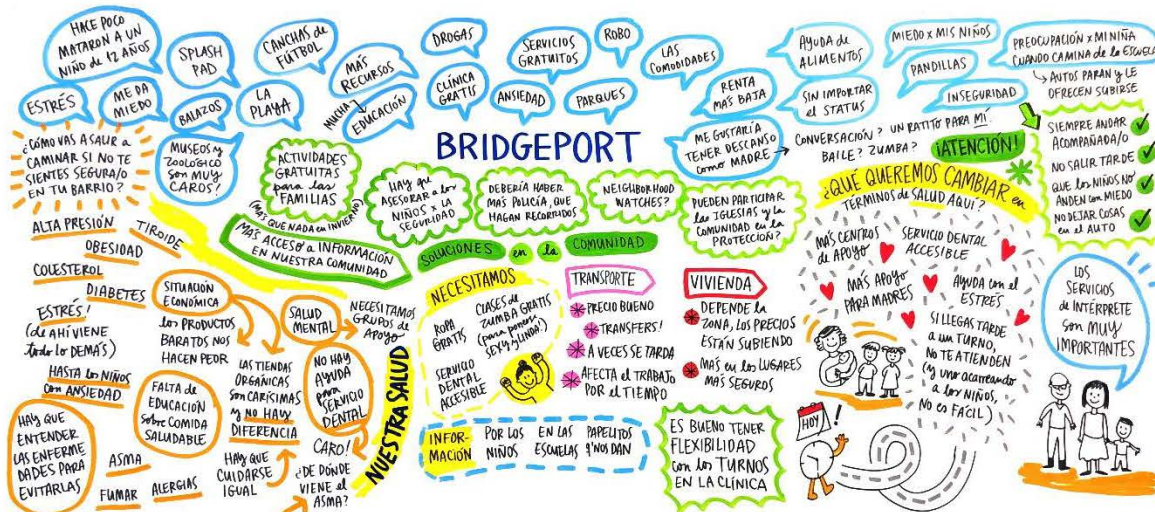 HACE POCO
MATARON A UN
NIÑO de 12 AÑOS
SPLASH
PAD
CANCHAS de
FÚTBOL
MÁS
RECURSOS
DROGAS
SERVICIOS
GRATUITOS
ROBO
LAS
COMODIDADES
AYUDA de
ALIMENTOS
MIEDO x MIS NIÑOS
PREOCUPACIÓN x MI NIÑA
CUANDO CAMINA de la ESCUELA
AUTOS PARAN y LE
OFRECEN SUBIRSE
ESTRÉS
ME DA
MIEDO
BALAZOS
LA
PLAYA
MUCHA
EDUCACIÓN
CLÍNICA
GRATIS
ANSIEDAD
PARQUES
RENTA
MÁS BAJA
SIN IMPORTAR
el STATUS
PANDILLAS
INSEGURIDAD
¿CÓMO VAS A SALIR a
CAMINAR SI NO TE
SIENTES SEGURA/O
EN TU BARRIO?
MUSEOS y
ZOOLÓGICO
SON MUY
CAROS!
BRIDGEPORT
ME GUSTARÍA
TENER DESCANSO
como MADRE
CONVERSACIÓN? UN RATITO PARA MÍ.
BAILE? ZUMBA?
¡ATENCIÓN!
SIEMPRE ANDAR
ACOMPAÑADA/O
NO SALIR TARDE
QUE los NIÑOS NO
ANDEN con MIEDO
NO DEJAR COSAS
en el AUTO
ACTIVIDADES
GRATUITAS
para las
FAMILIAS
(MÁS QUE NADA en INVIERNO)
HAY que
ASESORAR a los
NIÑOS x la
SEGURIDAD
DEBERÍA HABER
MÁS POLICÍA, QUE
HAGAN RECORRIDOS
NEIGHBORHOOD
WATCHES?
PUEDEN PARTICIPAR
las IGLESIAS y la
COMUNIDAD en la
PROTECCIÓN?
MÁS ACCESO a INFORMACIÓN
EN NUESTRA COMUNIDAD
SOLUCIONES en la COMUNIDAD
¿QUÉ QUEREMOS CAMBIAR en
TÉRMINOS de SALUD AQUÍ?
MÁS CENTROS
de APOYO
SERVICIO DENTAL
ACCESIBLE
MÁS APOYO
PARA MADRES
AYUDA con el
ESTRÉS
SI LLEGAS TARDE
a un TURNO,
NO TE ATIENDEN
(y uno acarreando
a los NIÑOS,
NO es FÁCIL)
LOS
SERVICIOS
de INTÉRPRETE
son MUY
IMPORTANTES
ALTA PRESIÓN
TIROIDE
OBESIDAD
COLESTEROL
DIABETES
ESTRÉS!
(de AHÍ VIENE
todo lo DEMÁS)
HASTA los NIÑOS
con ANSIEDAD
SITUACIÓN
ECONÓMICA
los PRODUCTOS
BARATOS NOS
HACEN PEOR
SALUD
MENTAL
NECESITAMOS
GRUPOS de
APOYO
LAS TIENDAS
ORGÁNICAS
SON CARÍSIMAS
y NO HAY
DIFERENCIA
NO HAY
AYUDA
para
SERVICIO
DENTAL
CARO!
HAY QUE
ENTENDER
LAS ENFERME
DADES PARA
EVITARLAS
FALTA de
EDUCACIÓN
sobre COMIDA
SALUDABLE
ASMA
FUMAR
ALERGIAS
HAY QUE
CUIDARSE
IGUAL
¿DE DÓNDE
VIENE el
ASMA?
NUESTRA SALUD
NECESITAMOS
ROPA
GRATIS
CLASES de
ZUMBA GRATIS
(para ponerse
SEXY y LINDA!)
SERVICIO
DENTAL
ACCESIBLE
TRANSPORTE
PRECIO BUENO
TRANSFERS!
A VECES SE TARDA
AFECTA el TRABAJO
POR el TIEMPO
VIVIENDA
DEPENDE la
ZONA, LOS PRECIOS
ESTÁN SUBIENDO
MÁS en los LUGARES
MÁS SEGUROS
INFOR-
MACIÓN
POR LOS
NIÑOS
EN LAS
ESCUELAS
PAPELITOS
q' NOS DAN
ES BUENO TENER
FLEXIBILIDAD
con los TURNOS
EN LA CLÍNICA
HOY
!